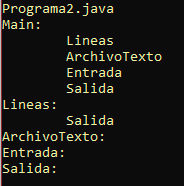 Programa2.java
Main:
Lineas
ArchivoTexto
Entrada
Salida
Lineas:
Salida
ArchivoTexto:
Entrada:
Salida: